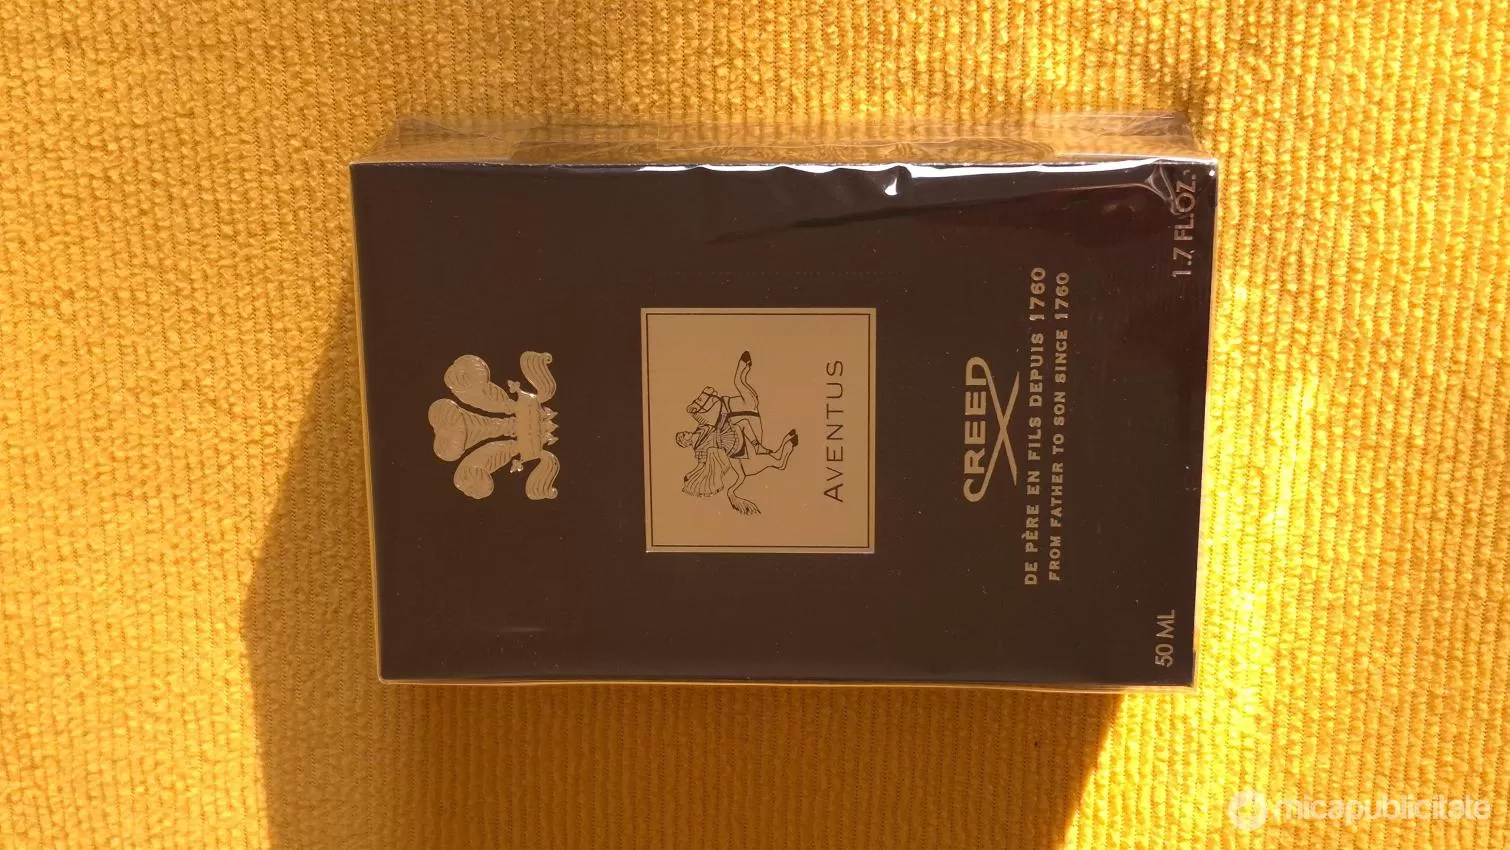 AVENTUS
CREED
DE PÈRE EN FILS DEPUIS 1760
FROM FATHER TO SON SINCE 1760
50 ML
1.7 FL.OZ.
micapublicitate